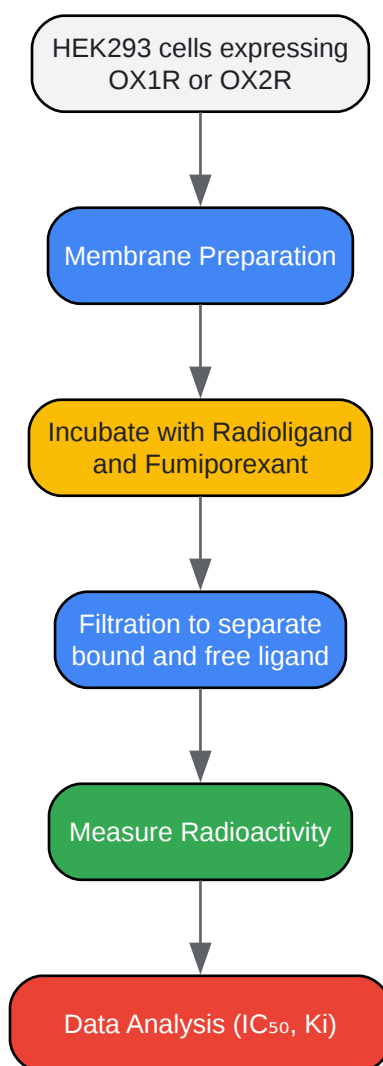 HEK293 cells expressing
OX1R or OX2R
Membrane Preparation
Incubate with Radioligand
and Fumiporexant
Filtration to separate
bound and free ligand
Measure Radioactivity
Data Analysis (IC₅₀, Ki)